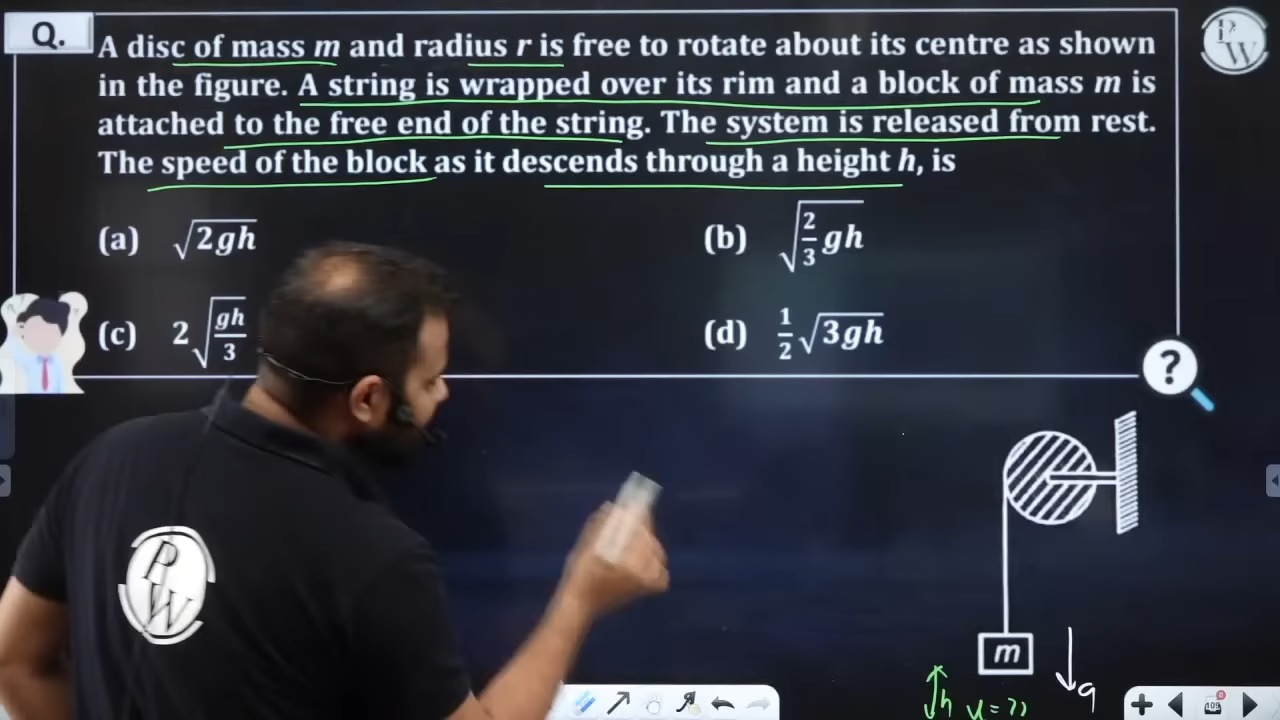 Q.
A disc of mass m and radius r is free to rotate about its centre as shown
in the figure. A string is wrapped over its rim and a block of mass m is
attached to the free end of the string. The system is released from rest.
The speed of the block as it descends through a height h, is
(a) √2gh
(b) √2/3 gh
(c) 2√gh/3
(d) 1/2 √3gh
P
W
?
P
W
m
a
h v = ??
109